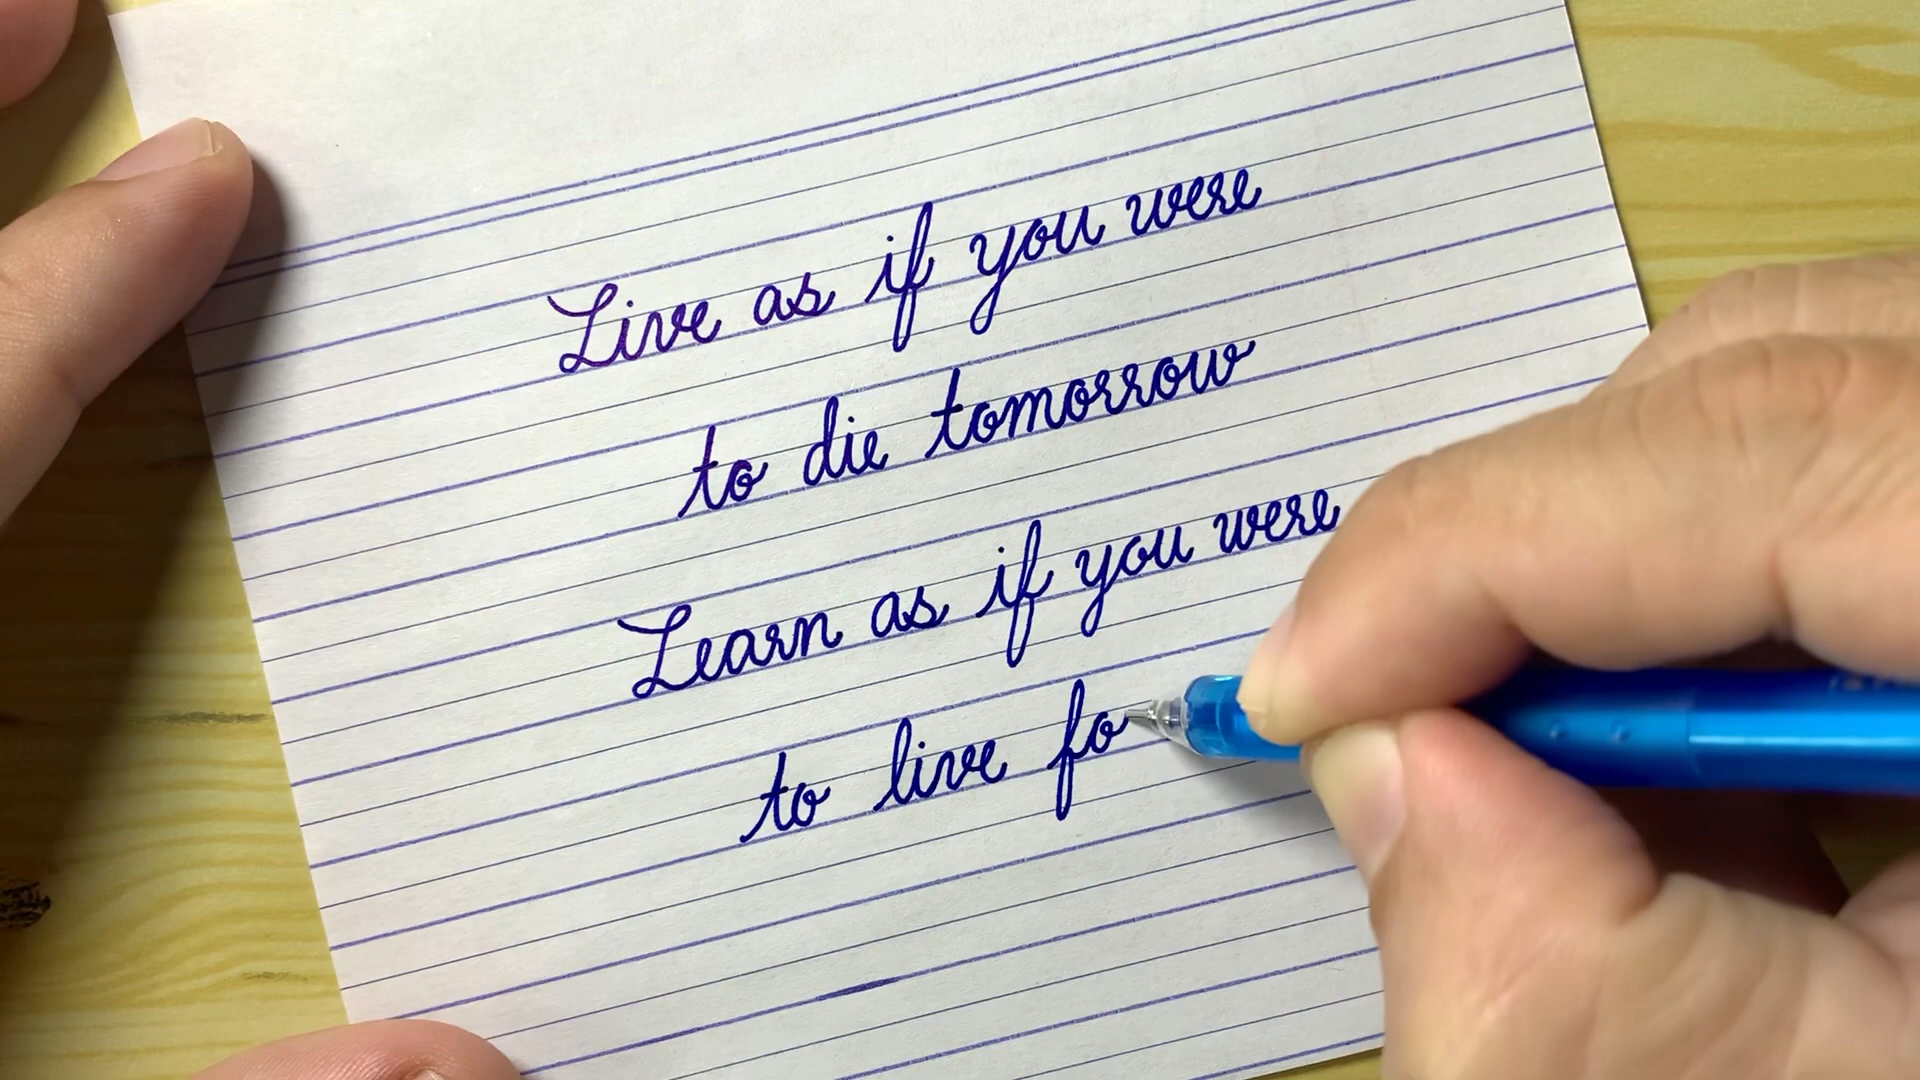 Live as if you were
to die tomorrow
Learn as if you were
to live fo